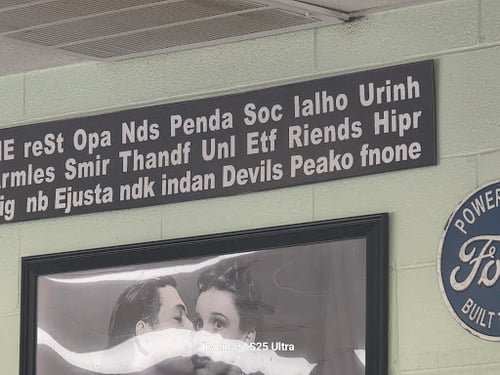 IE reSt Opa Nds Penda Soc Ialho Urinh
rmles Smir Thandf Unl Etf Riends Hipr
ig nb Ejusta ndk indan Devils Peako fnone
POWER
Fo
BUILT
S25 Ultra